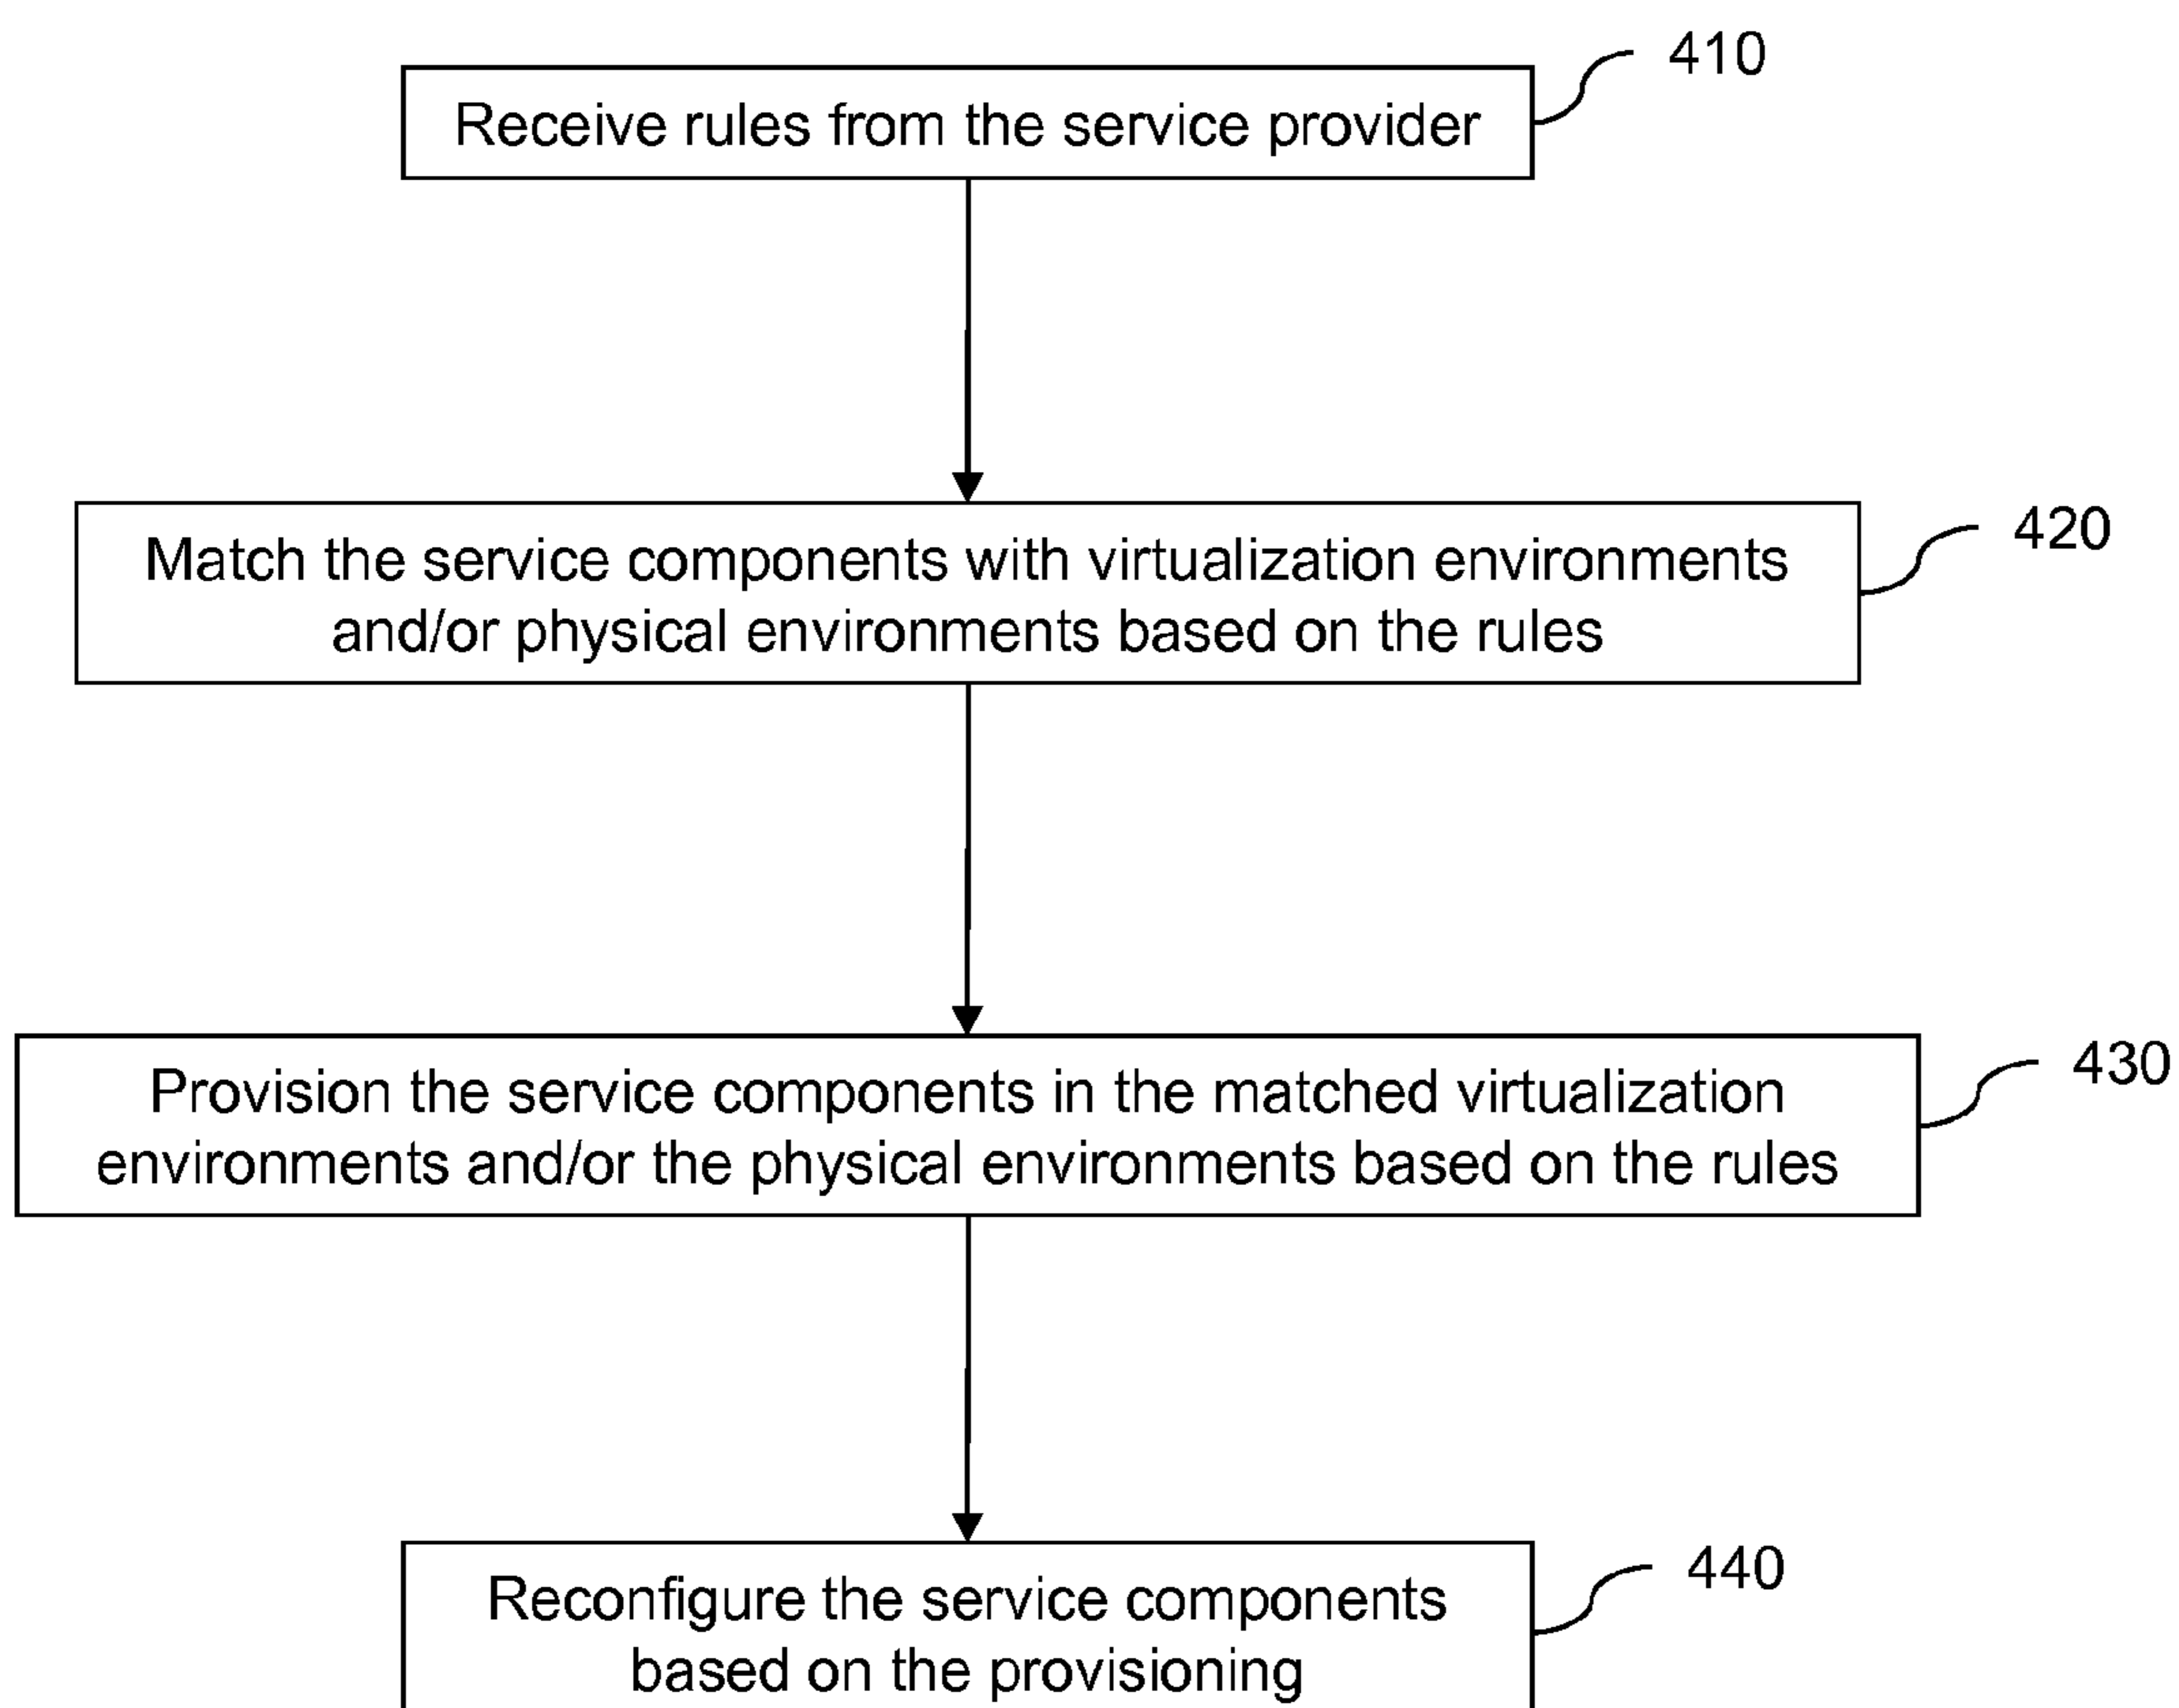 410
Receive rules from the service provider
420
Match the service components with virtualization environments
and/or physical environments based on the rules
430
Provision the service components in the matched virtualization
environments and/or the physical environments based on the rules
440
Reconfigure the service components
based on the provisioning